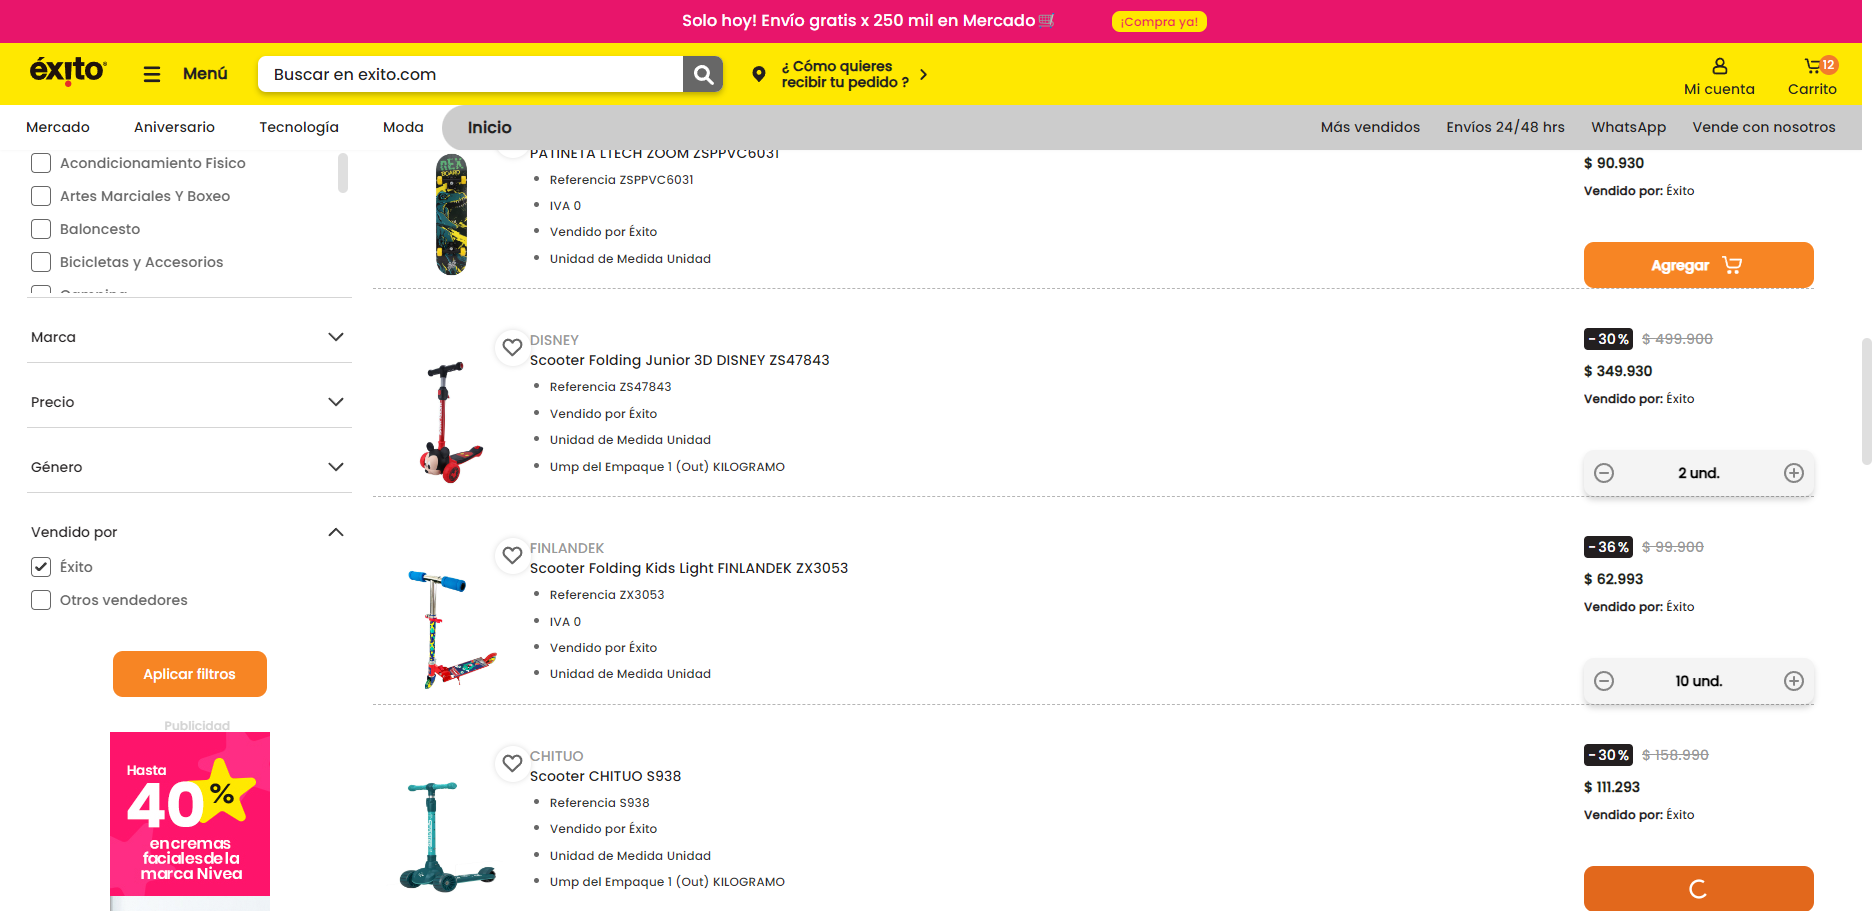 Solo hoy! Envío gratis x 250 mil en Mercado🛒
¡Compra ya!
éxito
Menú
Buscar en exito.com
¿ Cómo quieres
recibir tu pedido ?
Mi cuenta
12
Carrito
Mercado
Aniversario
Tecnología
Moda
Inicio
Más vendidos
Envíos 24/48 hrs
WhatsApp
Vende con nosotros
Acondicionamiento Fisico
Artes Marciales Y Boxeo
Baloncesto
Bicicletas y Accesorios
Camping
Marca
Precio
Género
Vendido por
Éxito
Otros vendedores
Aplicar filtros
Publicidad
Hasta
40%
en cremas
faciales de la
marca Nivea
REX
BOARD
PATINETA LTECH ZOOM ZSPPVC6031
Referencia ZSPPVC6031
IVA 0
Vendido por Éxito
Unidad de Medida Unidad
$ 90.930
Vendido por: Éxito
Agregar
DISNEY
Scooter Folding Junior 3D DISNEY ZS47843
Referencia ZS47843
Vendido por Éxito
Unidad de Medida Unidad
Ump del Empaque 1 (Out) KILOGRAMO
-30% $ 499.900
$ 349.930
Vendido por: Éxito
2 und.
FINLANDEK
Scooter Folding Kids Light FINLANDEK ZX3053
Referencia ZX3053
IVA 0
Vendido por Éxito
Unidad de Medida Unidad
-36% $ 99.900
$ 62.993
Vendido por: Éxito
10 und.
CHITUO
Scooter CHITUO S938
Referencia S938
Vendido por Éxito
Unidad de Medida Unidad
Ump del Empaque 1 (Out) KILOGRAMO
-30% $ 158.990
$ 111.293
Vendido por: Éxito